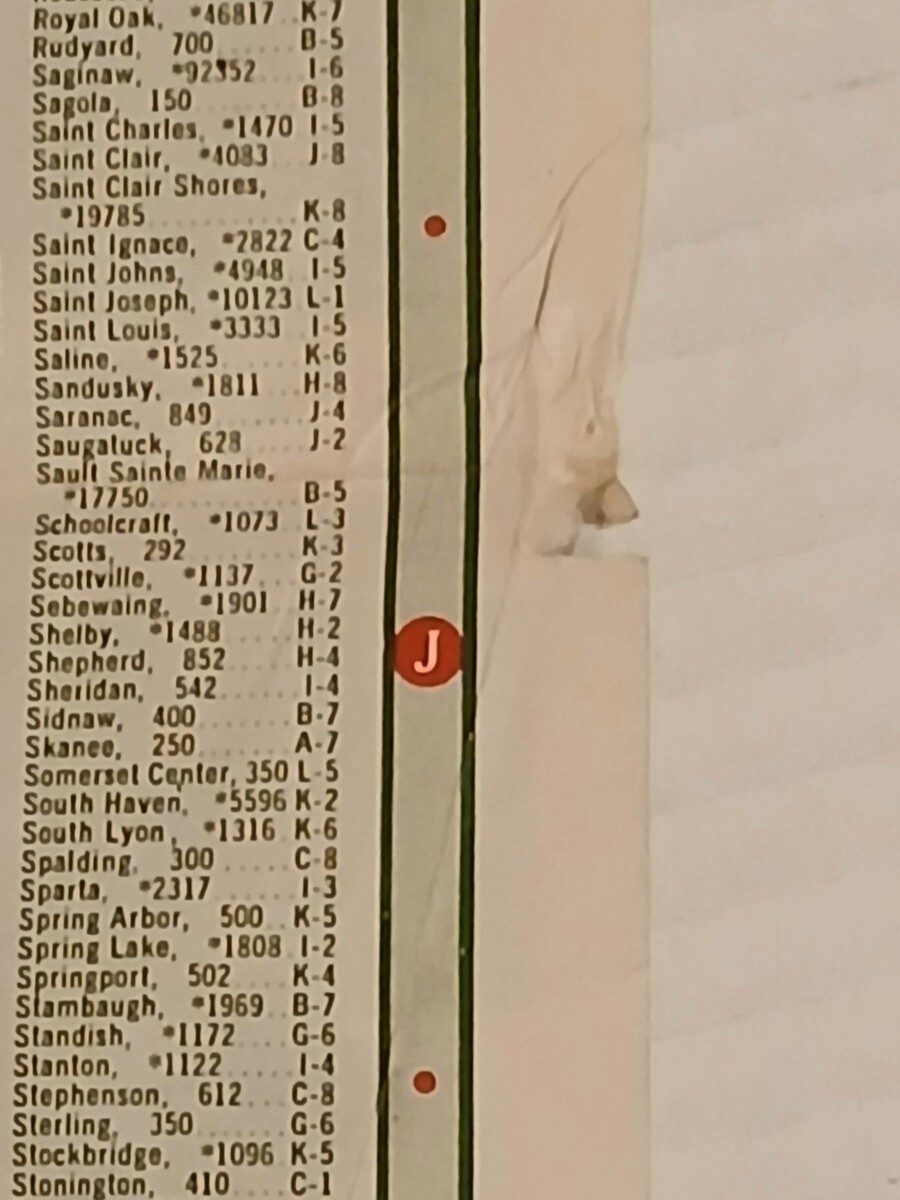 Royal Oak, *46817 K-7
Rudyard, 700 ...... B-5
Saginaw, *92352 I-6
Sagola, 150 ........ B-8
Saint Charles, *1470 I-5
Saint Clair, *4083 J-8
Saint Clair Shores,
*19785 ........... K-8
Saint Ignace, *2822 C-4
Saint Johns, *4948 I-5
Saint Joseph, *10123 L-1
Saint Louis, *3333 I-5
Saline, *1525 ...... K-6
Sandusky, *1811 ... H-8
Saranac, 849 ....... J-4
Saugatuck, 628 .... J-2
Sault Sainte Marie,
*17750 ........... B-5
Schoolcraft, *1073 L-3
Scotts, 292 ........ K-3
Scottville, *1137 ... G-2
Sebewaing, *1901 H-7
Shelby, *1488 ..... H-2
Shepherd, 852 .... H-4
Sheridan, 542 ...... I-4
Sidnaw, 400 ....... B-7
Skanee, 250 ....... A-7
Somerset Center, 350 L-5
South Haven, *5596 K-2
South Lyon, *1316 K-6
Spalding, 300 ..... C-8
Sparta, *2317 ...... I-3
Spring Arbor, 500 .. K-5
Spring Lake, *1808 I-2
Springport, 502 .... K-4
Stambaugh, *1969 B-7
Standish, *1172 .... G-6
Stanton, *1122 ..... I-4
Stephenson, 612 ... C-8
Sterling, 350 ....... G-6
Stockbridge, *1096 K-5
Stonington, 410 .... C-1
J